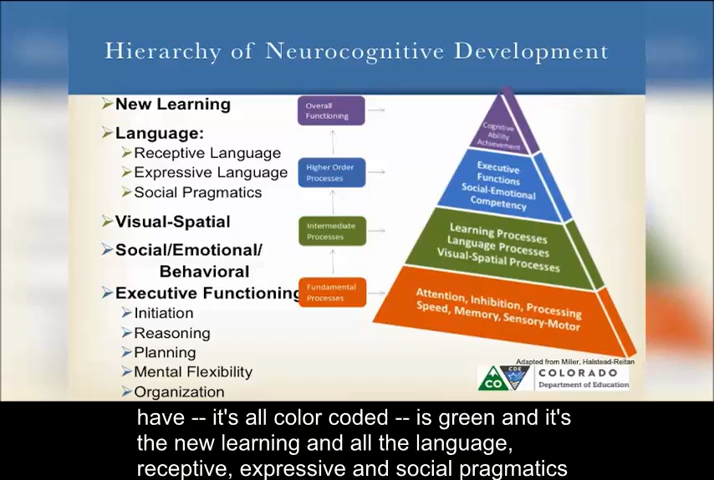 Hierarchy of Neurocognitive Development
New Learning
Language:
Receptive Language
Expressive Language
Social Pragmatics
Visual-Spatial
Social/Emotional/
Behavioral
Executive Functioning
Initiation
Reasoning
Planning
Mental Flexibility
Organization
Overall
Functioning
Higher Order
Processes
Intermediate
Processes
Fundamental
Processes
Cognitive
Ability
Achievement
Executive
Functions
Social-Emotional
Competency
Learning Processes
Language Processes
Visual-Spatial Processes
Attention, Inhibition, Processing
Speed, Memory, Sensory-Motor
Adapted from Miller, Halstead-Reitan
CO
CDE
COLORADO
Department of Education
have -- it's all color coded -- is green and it's
the new learning and all the language,
receptive, expressive and social pragmatics